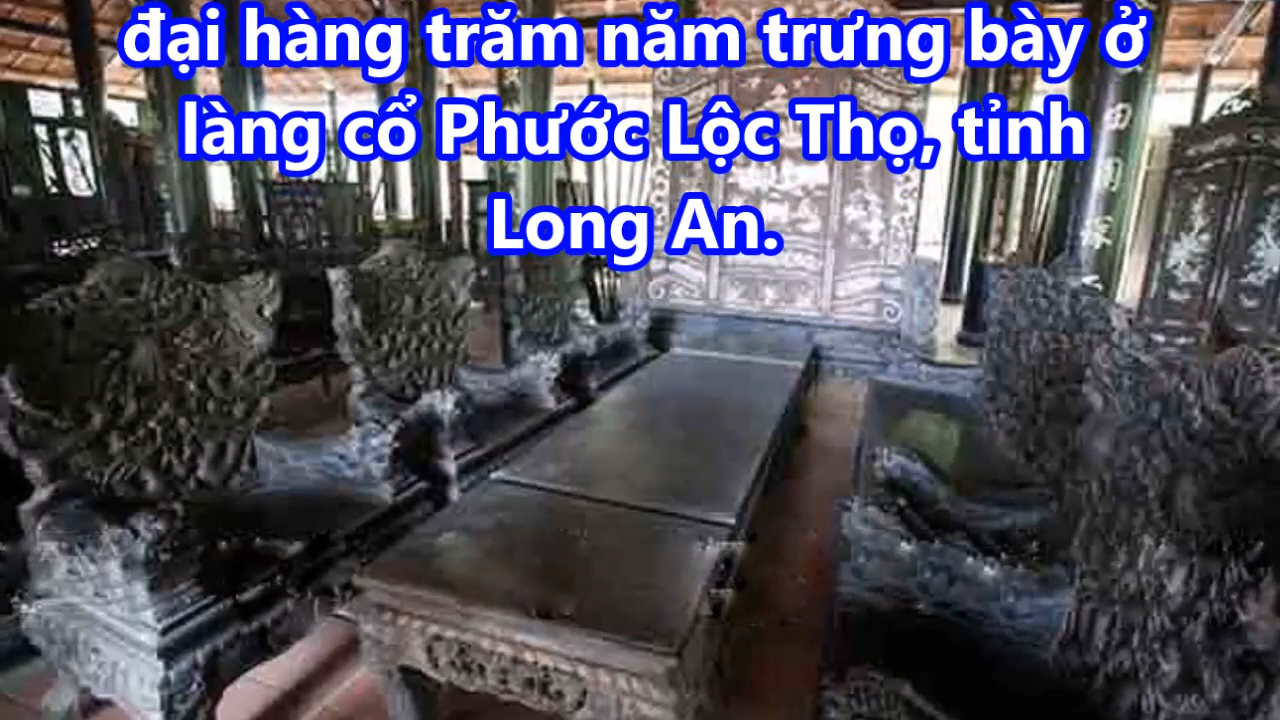 đại hàng trăm năm trưng bày ở
làng cổ Phước Lộc Thọ, tỉnh
Long An.